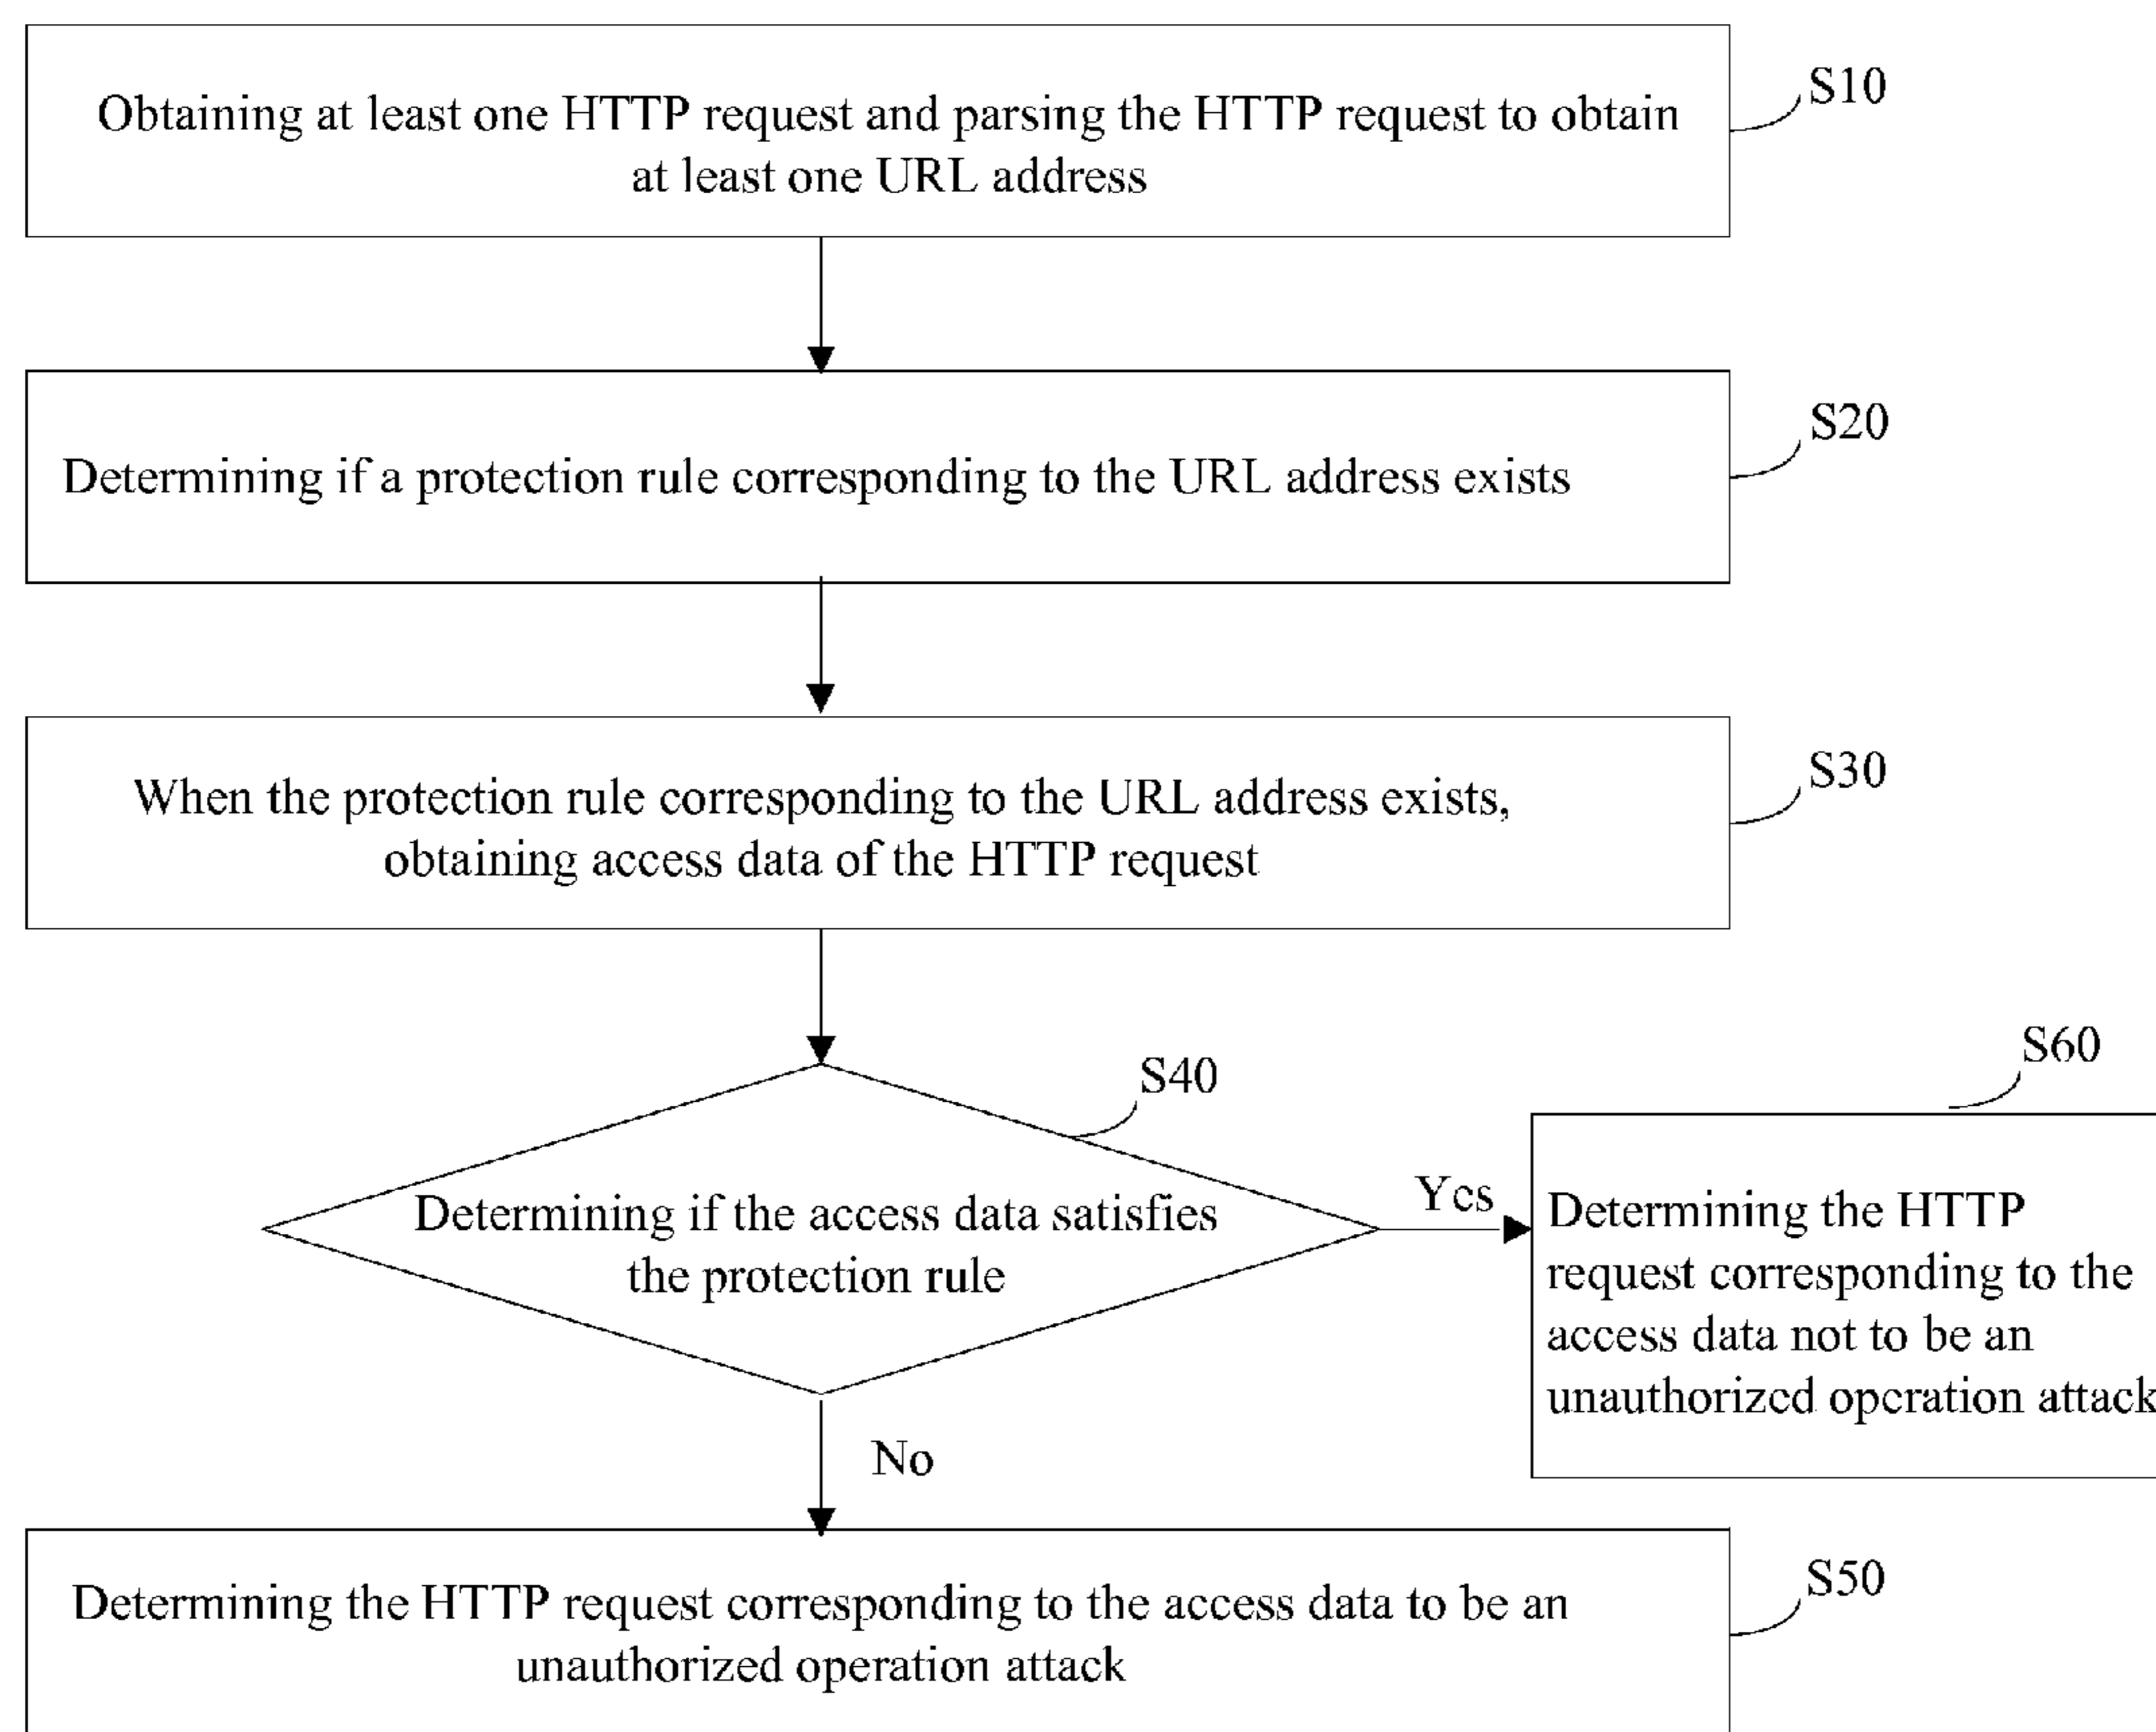 Obtaining at least one HTTP request and parsing the HTTP request to obtain
at least one URL address
S10
Determining if a protection rule corresponding to the URL address exists
S20
When the protection rule corresponding to the URL address exists,
obtaining access data of the HTTP request
S30
Determining if the access data satisfies
the protection rule
S40
Yes
S60
Determining the HTTP
request corresponding to the
access data not to be an
unauthorized operation attack
No
Determining the HTTP request corresponding to the access data to be an
unauthorized operation attack
S50